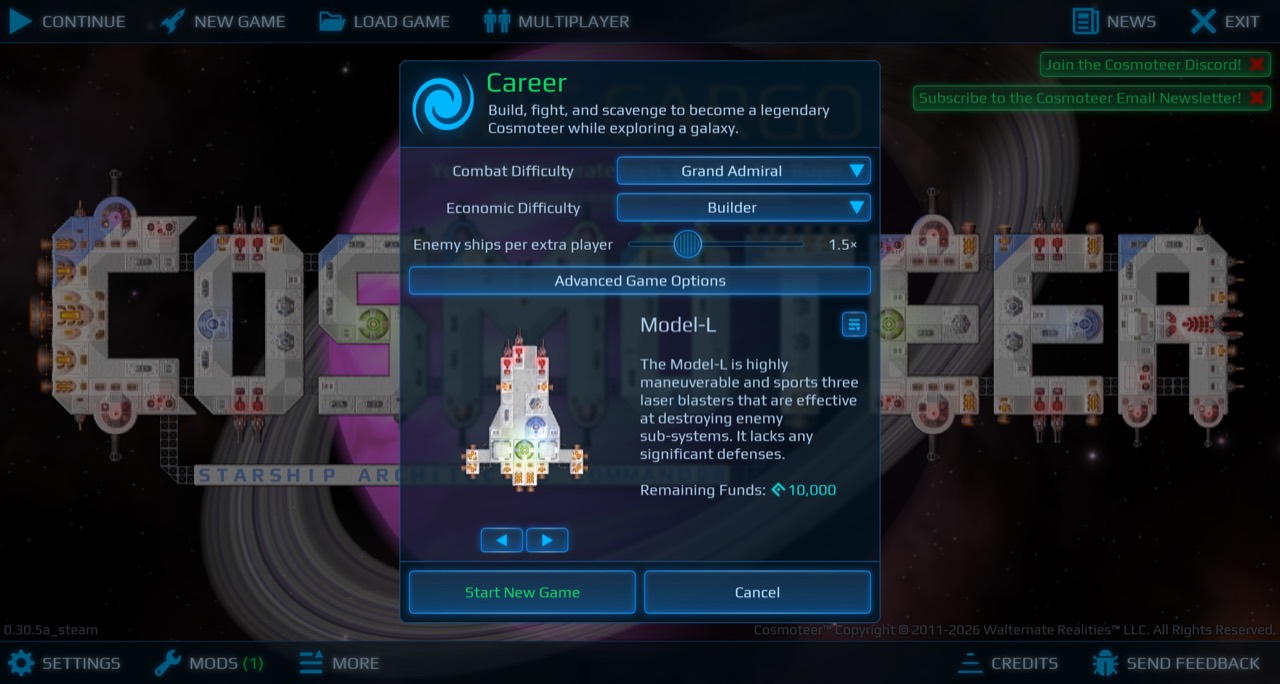 CONTINUE
NEW GAME
LOAD GAME
MULTIPLAYER
NEWS
EXIT
Join the Cosmoteer Discord!
Subscribe to the Cosmoteer Email Newsletter!
Career
Build, fight, and scavenge to become a legendary
Cosmoteer while exploring a galaxy.
Combat Difficulty
Grand Admiral
Economic Difficulty
Builder
Enemy ships per extra player
1.5×
Advanced Game Options
Model-L
The Model-L is highly
maneuverable and sports three
laser blasters that are effective
at destroying enemy
sub-systems. It lacks any
significant defenses.
Remaining Funds: 10,000
Start New Game
Cancel
STARSHIP
0.30.5a_steam
Cosmoteer™ Copyright © 2011-2026 Walternate Realities™ LLC. All Rights Reserved.
SETTINGS
MODS (1)
MORE
CREDITS
SEND FEEDBACK